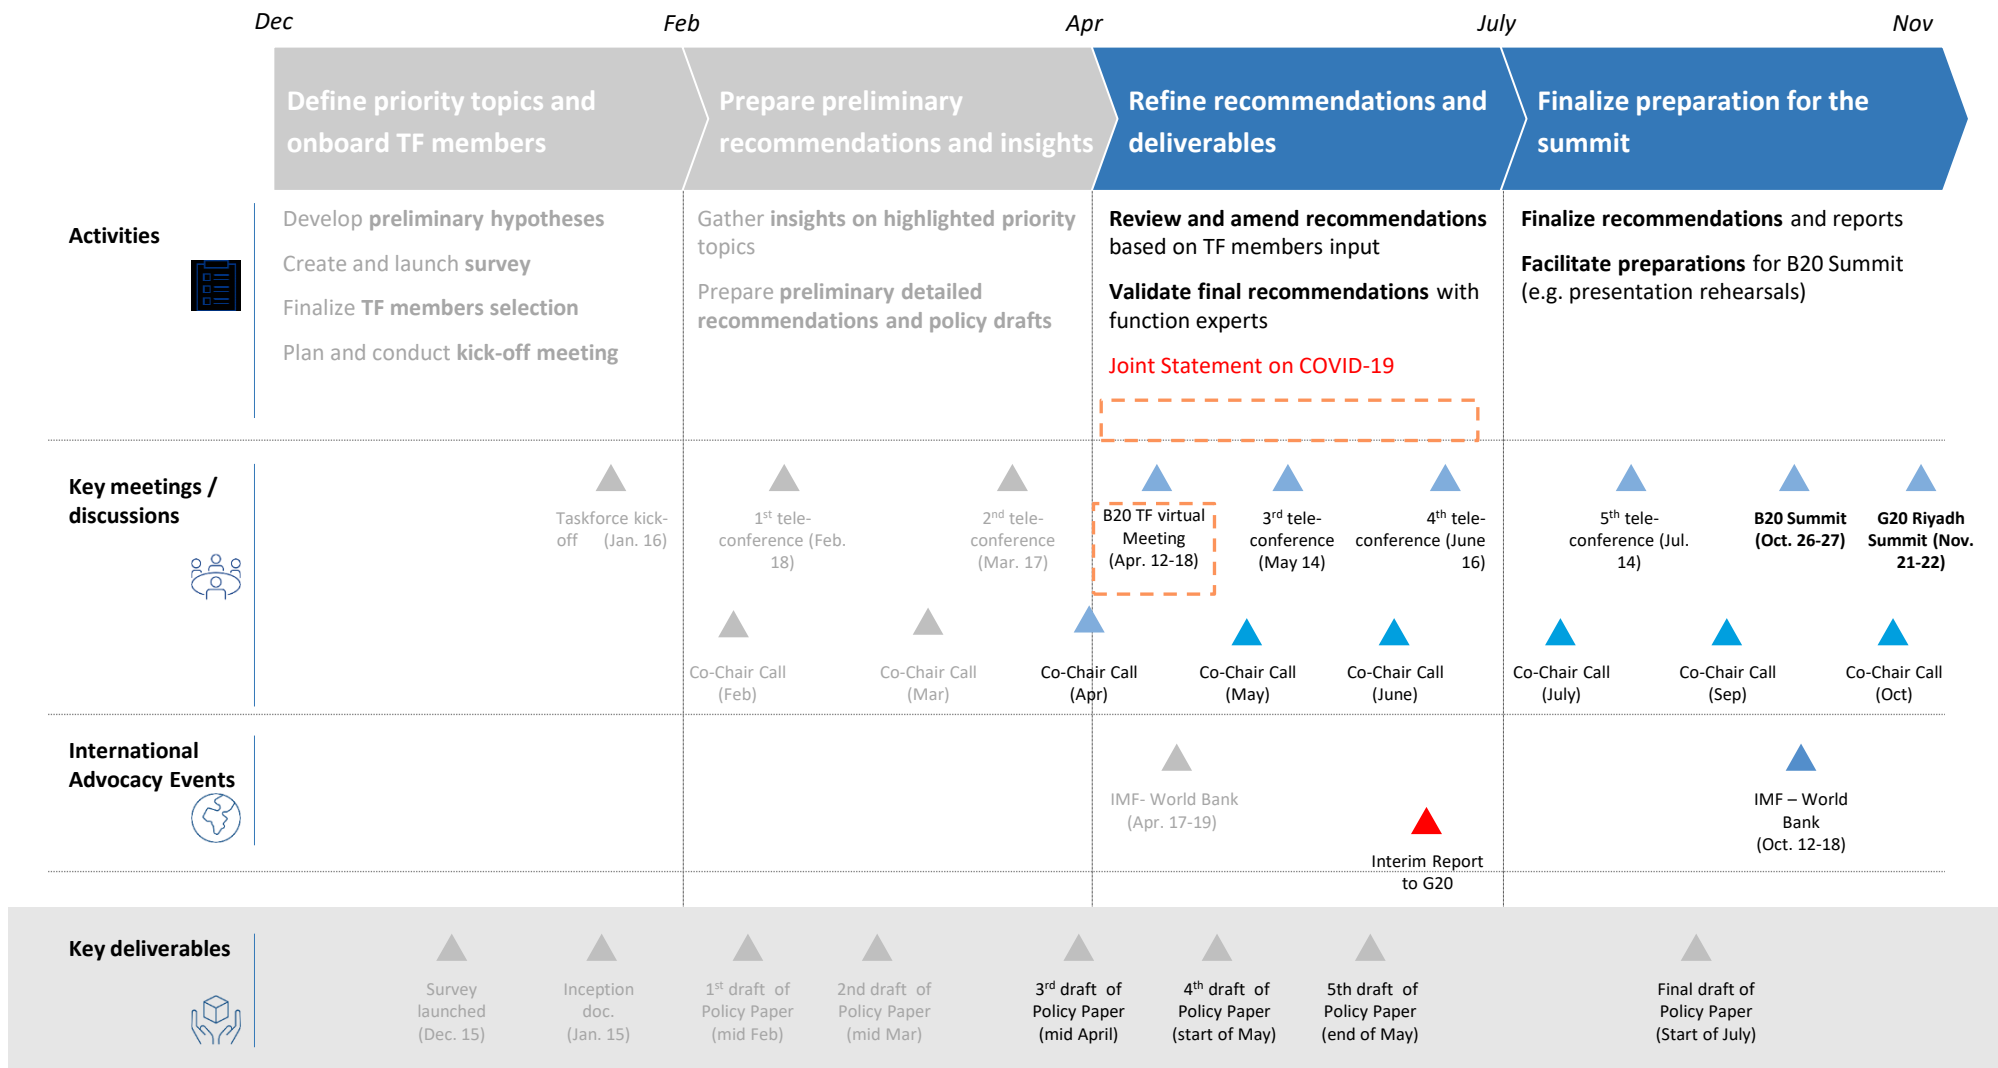 Dec
Feb
Apr
July
Nov
Define priority topics and
onboard TF members
Prepare preliminary
recommendations and insights
Refine recommendations and
deliverables
Finalize preparation for the
summit
Activities
Develop preliminary hypotheses
Create and launch survey
Finalize TF members selection
Plan and conduct kick-off meeting
Gather insights on highlighted priority
topics
Prepare preliminary detailed
recommendations and policy drafts
Review and amend recommendations
based on TF members input
Validate final recommendations with
function experts
Joint Statement on COVID-19
Finalize recommendations and reports
Facilitate preparations for B20 Summit
(e.g. presentation rehearsals)
Key meetings /
discussions
Taskforce kick-
off (Jan. 16)
1st tele-
conference (Feb.
18)
2nd tele-
conference
(Mar. 17)
B20 TF virtual
Meeting
(Apr. 12-18)
3rd tele-
conference
(May 14)
4th tele-
conference (June
16)
5th tele-
conference (Jul.
14)
B20 Summit
(Oct. 26-27)
G20 Riyadh
Summit (Nov.
21-22)
Co-Chair Call
(Feb)
Co-Chair Call
(Mar)
Co-Chair Call
(Apr)
Co-Chair Call
(May)
Co-Chair Call
(June)
Co-Chair Call
(July)
Co-Chair Call
(Sep)
Co-Chair Call
(Oct)
International
Advocacy Events
IMF- World Bank
(Apr. 17-19)
Interim Report
to G20
IMF – World
Bank
(Oct. 12-18)
Key deliverables
Survey
launched
(Dec. 15)
Inception
doc.
(Jan. 15)
1st draft of
Policy Paper
(mid Feb)
2nd draft of
Policy Paper
(mid Mar)
3rd draft of
Policy Paper
(mid April)
4th draft of
Policy Paper
(start of May)
5th draft of
Policy Paper
(end of May)
Final draft of
Policy Paper
(Start of July)